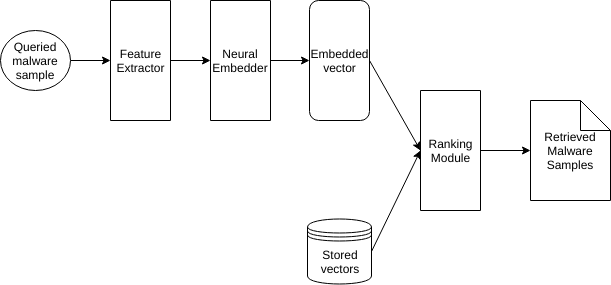 Queried
malware
sample
Feature
Extractor
Neural
Embedder
Embedded
vector
Ranking
Module
Retrieved
Malware
Samples
Stored
vectors